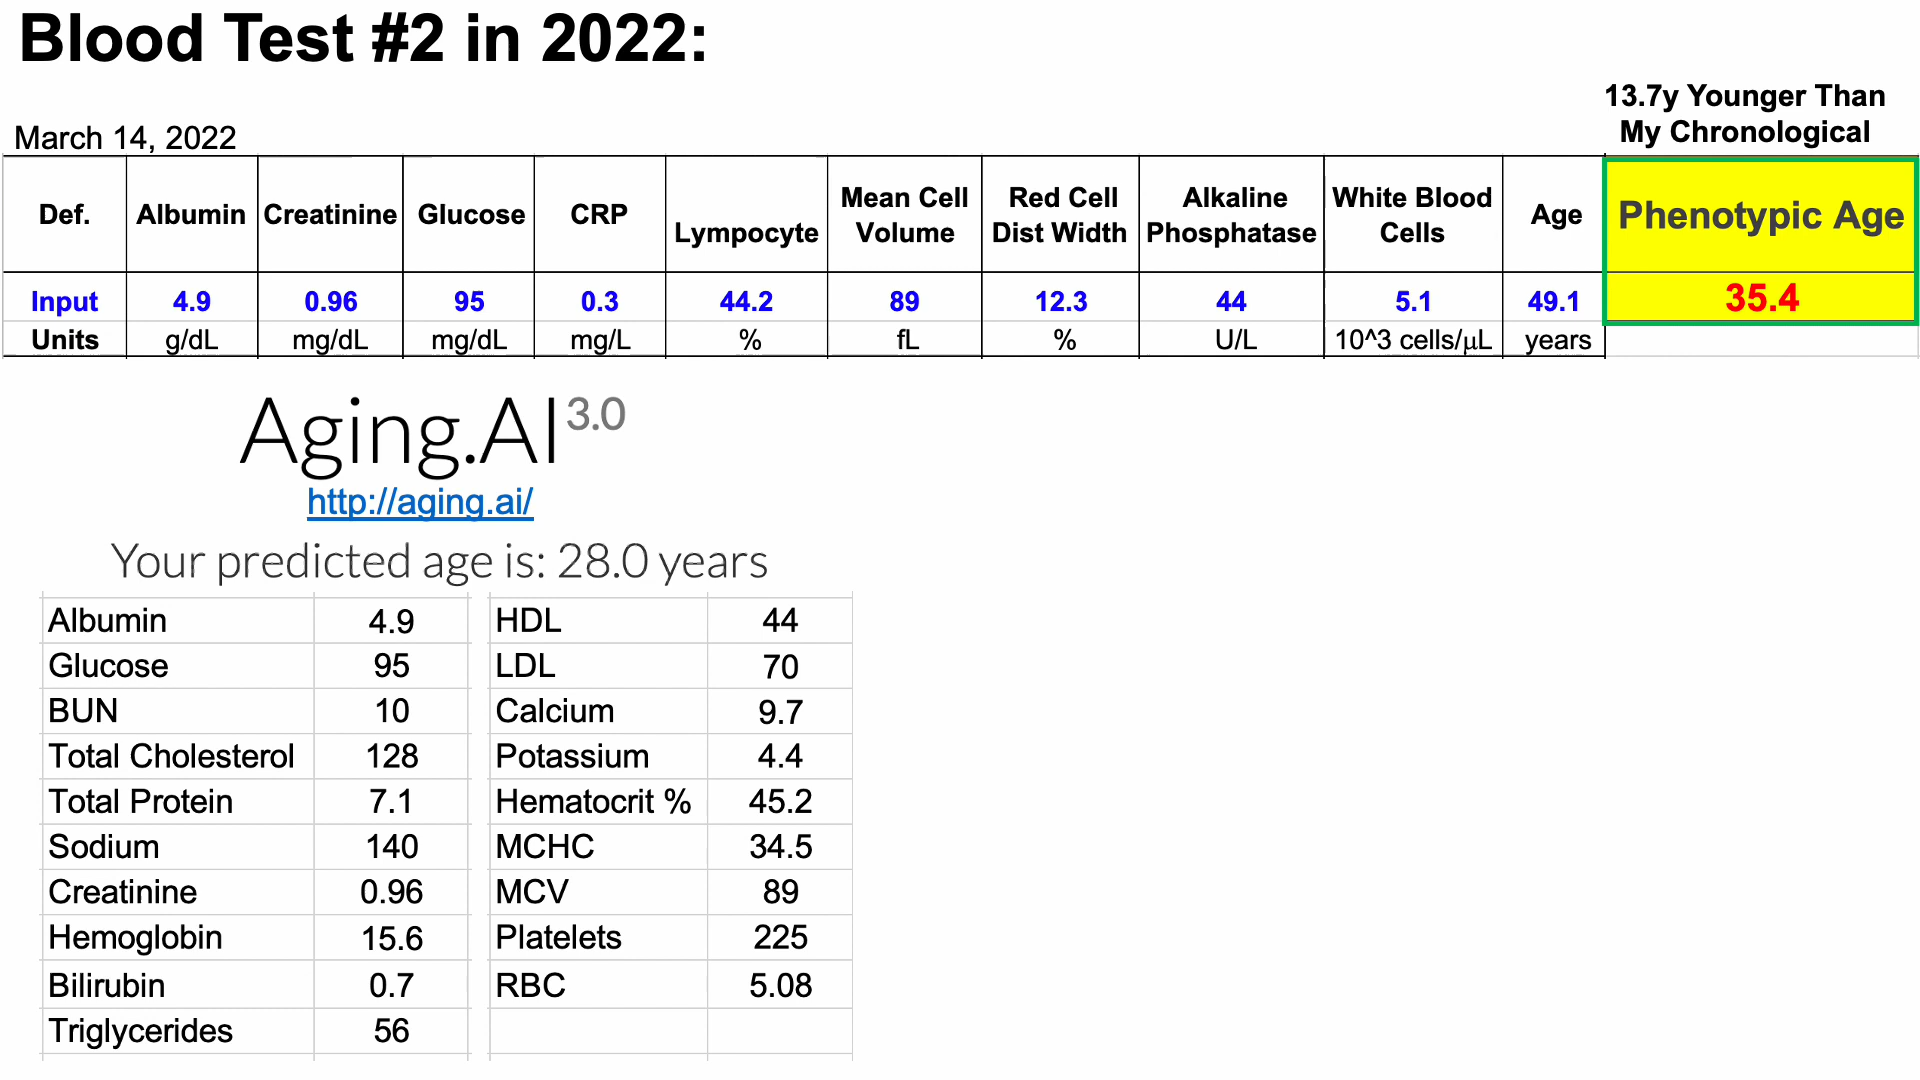 Blood Test #2 in 2022:
13.7y Younger Than
My Chronological
March 14, 2022
Def. Albumin Creatinine Glucose CRP Lympocyte Mean Cell Volume Red Cell Dist Width Alkaline Phosphatase White Blood Cells Age Phenotypic Age
Input 4.9 0.96 95 0.3 44.2 89 12.3 44 5.1 49.1 35.4
Units g/dL mg/dL mg/dL mg/L % fL % U/L 10^3 cells/µL years
Aging.AI 3.0
http://aging.ai/
Your predicted age is: 28.0 years
Albumin 4.9 HDL 44
Glucose 95 LDL 70
BUN 10 Calcium 9.7
Total Cholesterol 128 Potassium 4.4
Total Protein 7.1 Hematocrit % 45.2
Sodium 140 MCHC 34.5
Creatinine 0.96 MCV 89
Hemoglobin 15.6 Platelets 225
Bilirubin 0.7 RBC 5.08
Triglycerides 56